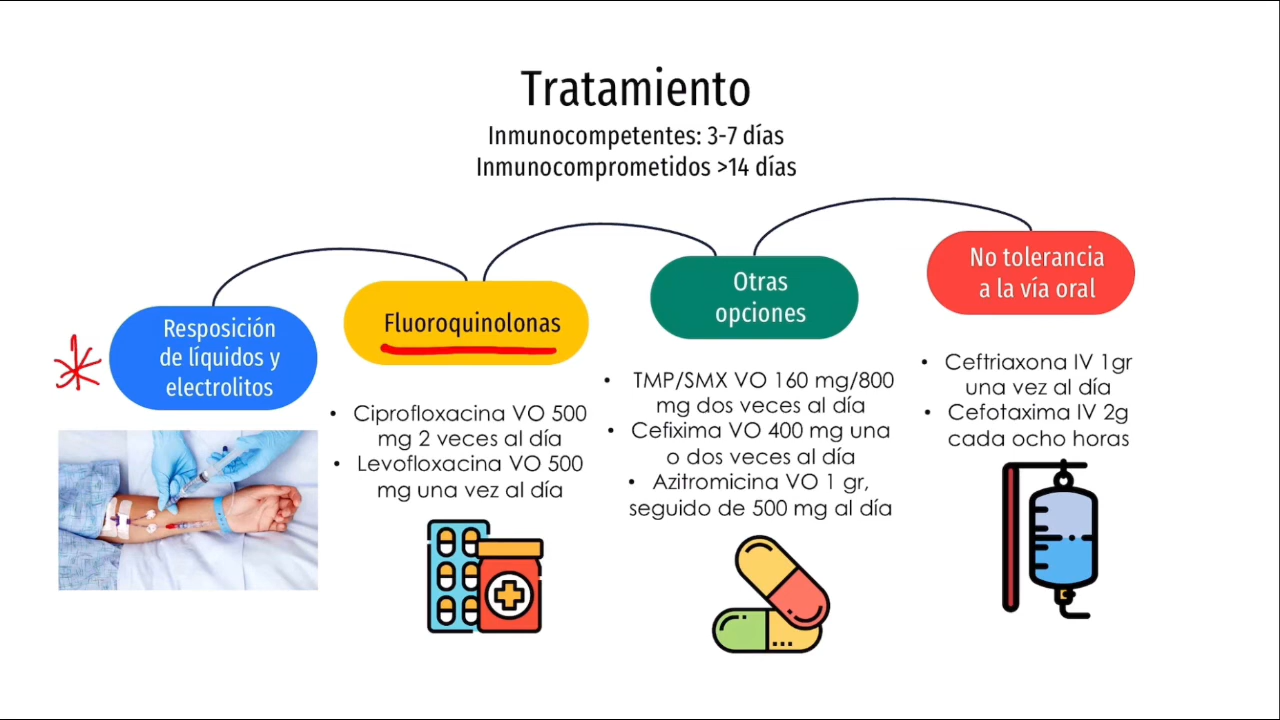 Tratamiento
Inmunocompetentes: 3-7 días
Inmunocomprometidos >14 días
Resposición
de líquidos y
electrolitos
Fluoroquinolonas
• Ciprofloxacina VO 500
mg 2 veces al día
• Levofloxacina VO 500
mg una vez al día
Otras
opciones
• TMP/SMX VO 160 mg/800
mg dos veces al día
• Cefixima VO 400 mg una
o dos veces al día
• Azitromicina VO 1 gr,
seguido de 500 mg al día
No tolerancia
a la vía oral
• Ceftriaxona IV 1gr
una vez al día
• Cefotaxima IV 2g
cada ocho horas